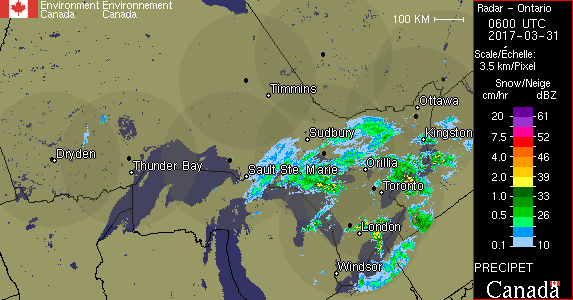 Environment Environnement
Canada Canada
100 KM
Radar - Ontario
0600 UTC
2017-03-31
Scale/Échelle:
3.5 km/Pixel
Snow/Neige
cm/hr dBZ
20 61
7.5 52
4.0 46
2.0 39
1.0 33
0.5 26
0.1 10
PRECIPET
Canada
Timmins
Ottawa
Sudbury
Kingston
Dryden
Thunder Bay
Sault Ste. Marie
Orillia
Toronto
London
Windsor